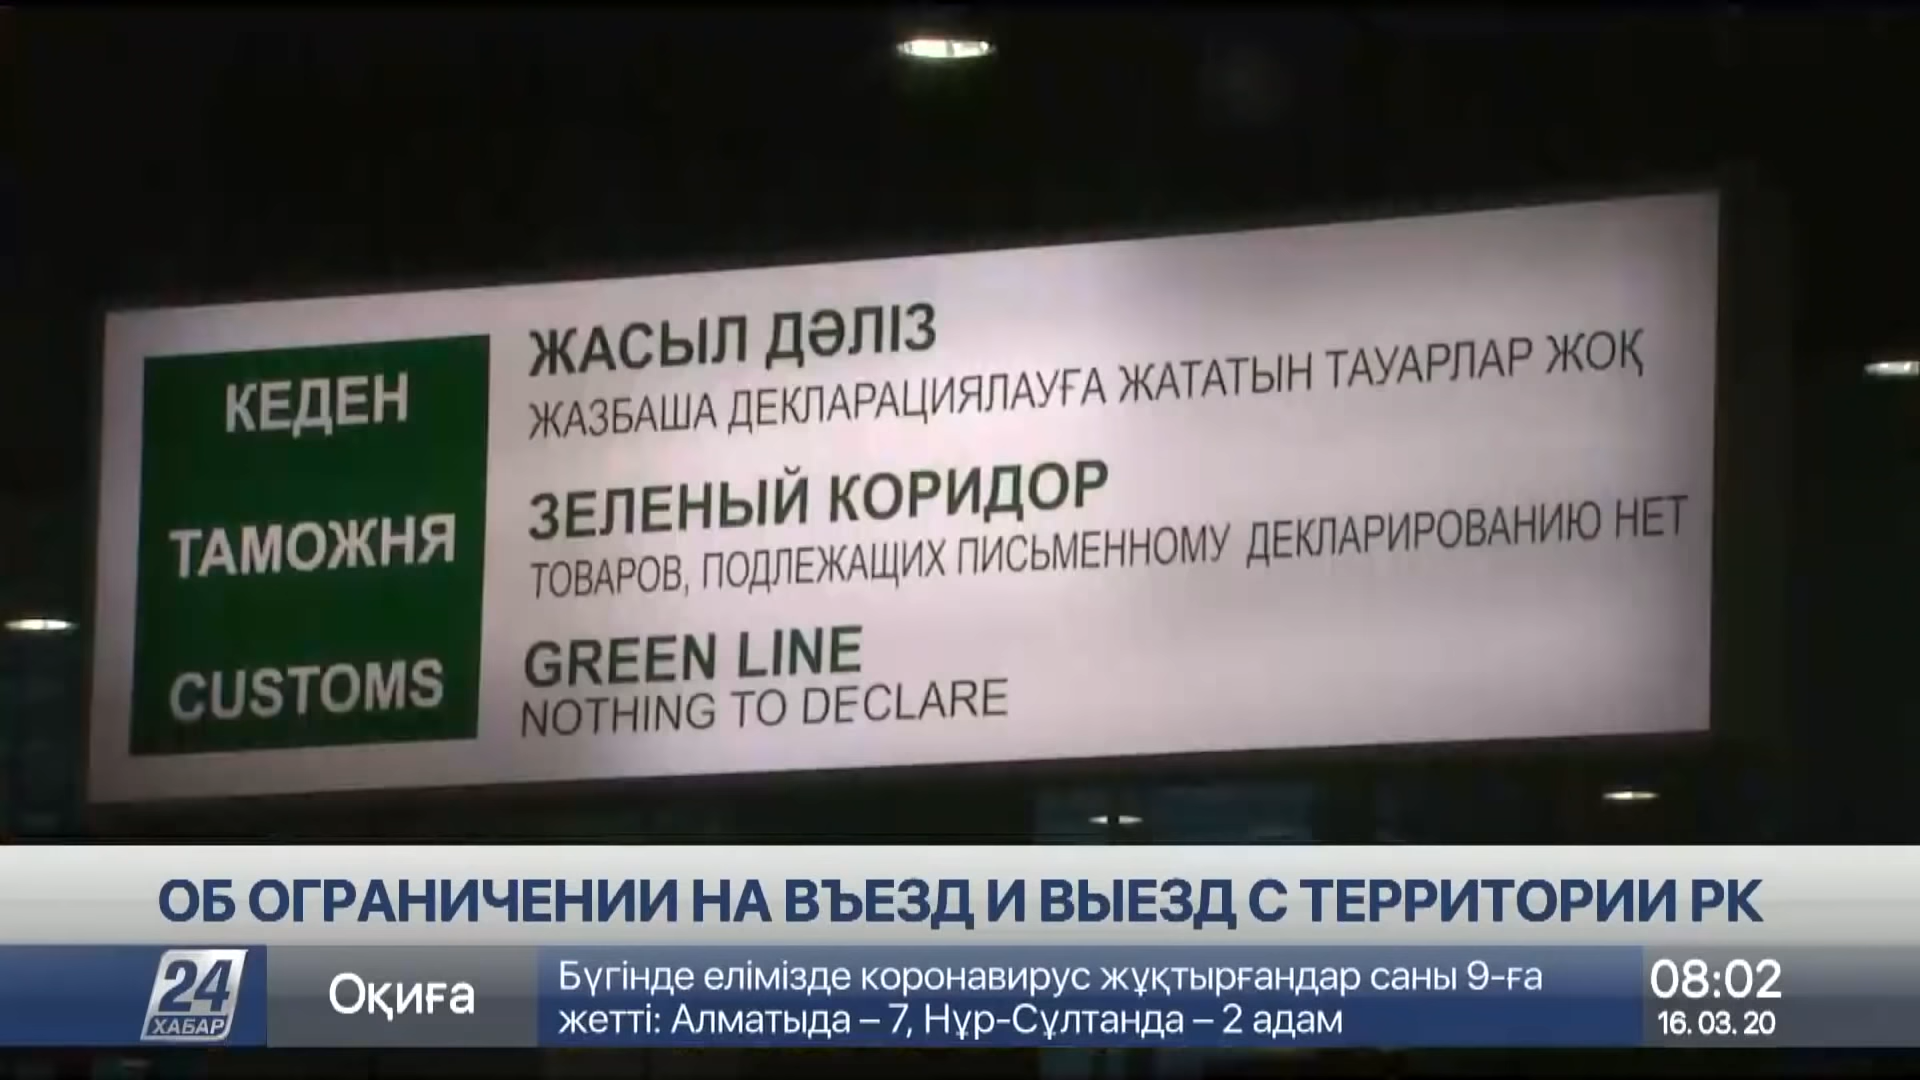 КЕДЕН
ТАМОЖНЯ
CUSTOMS
ЖАСЫЛ ДӘЛІЗ
ЖАЗБАША ДЕКЛАРАЦИЯЛАУҒА ЖАТАТЫН ТАУАРЛАР ЖОҚ
ЗЕЛЕНЫЙ КОРИДОР
ТОВАРОВ, ПОДЛЕЖАЩИХ ПИСЬМЕННОМУ ДЕКЛАРИРОВАНИЮ НЕТ
GREEN LINE
NOTHING TO DECLARE
ОБ ОГРАНИЧЕНИИ НА ВЪЕЗД И ВЫЕЗД С ТЕРРИТОРИИ РК
24
ХАБАР
Оқиға
Бүгінде елімізде коронавирус жұқтырғандар саны 9-ға
жетті: Алматыда – 7, Нұр-Сұлтанда – 2 адам
08:02
16. 03. 20